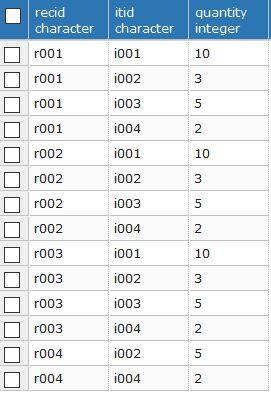 recid itid quantity
character character integer
r001 i001 10
r001 i002 3
r001 i003 5
r001 i004 2
r002 i001 10
r002 i002 3
r002 i003 5
r002 i004 2
r003 i001 10
r003 i002 3
r003 i003 5
r003 i004 2
r004 i002 5
r004 i004 2